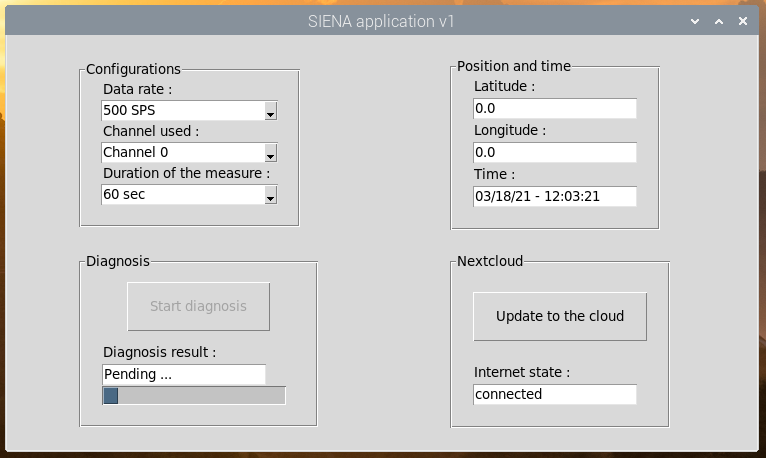 SIENA application v1
Configurations
Data rate :
500 SPS
Channel used :
Channel 0
Duration of the measure :
60 sec
Position and time
Latitude :
0.0
Longitude :
0.0
Time :
03/18/21 - 12:03:21
Diagnosis
Start diagnosis
Diagnosis result :
Pending ...
Nextcloud
Update to the cloud
Internet state :
connected